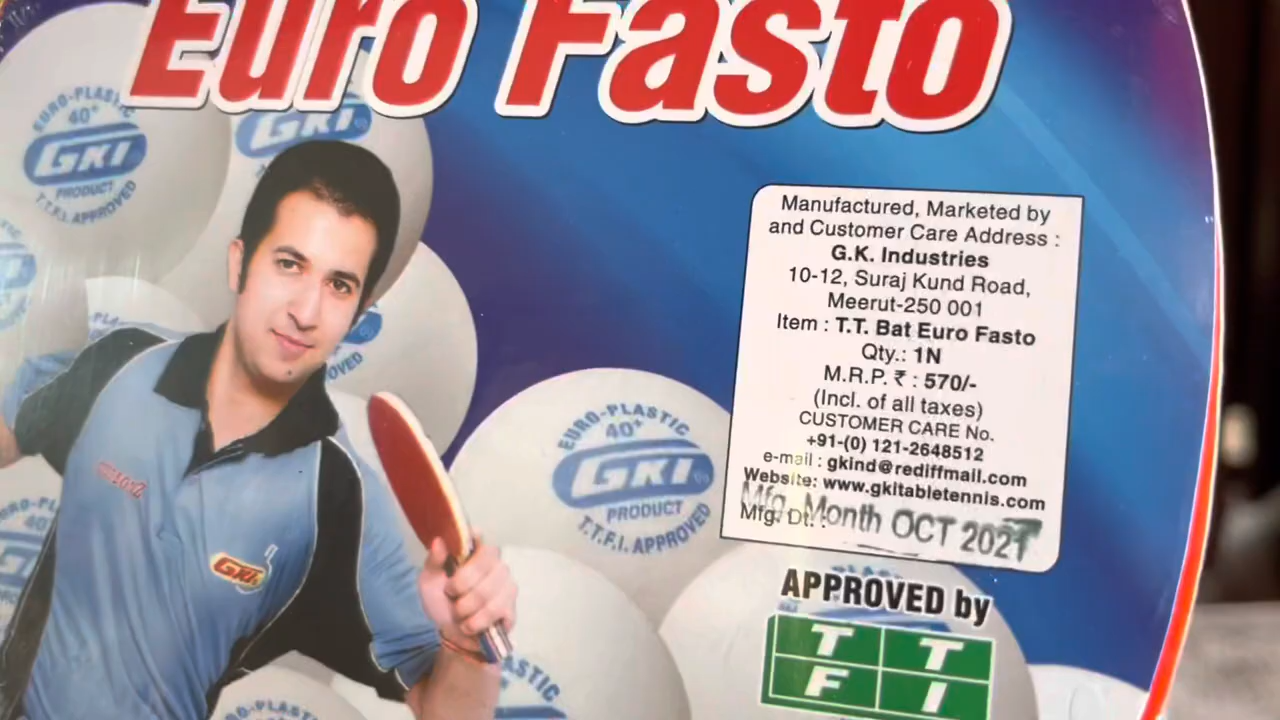 Euro Fasto
EURO-PLASTIC
40+
GKI
PRODUCT
T.T.F.I. APPROVED
GKI
Manufactured, Marketed by
and Customer Care Address :
G.K. Industries
10-12, Suraj Kund Road,
Meerut-250 001
Item : T.T. Bat Euro Fasto
Qty.: 1N
M.R.P. ₹ : 570/-
(Incl. of all taxes)
CUSTOMER CARE No.
+91-(0) 121-2648512
e-mail : gkind@rediffmail.com
Website: www.gkitabletennis.com
Mfg. Dt. :
Mfg. Month OCT 2021
EURO-PLASTIC
40+
GKI
PRODUCT
T.T.F.I. APPROVED
GKI
APPROVED by
T T
F I